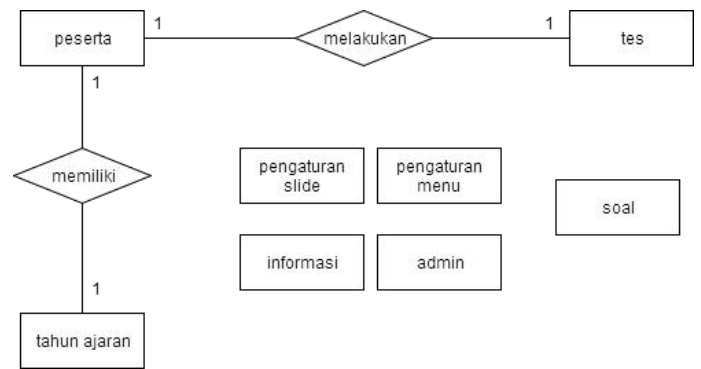 peserta
1
melakukan
1
tes
1
memiliki
pengaturan
slide
pengaturan
menu
soal
informasi
admin
1
tahun ajaran